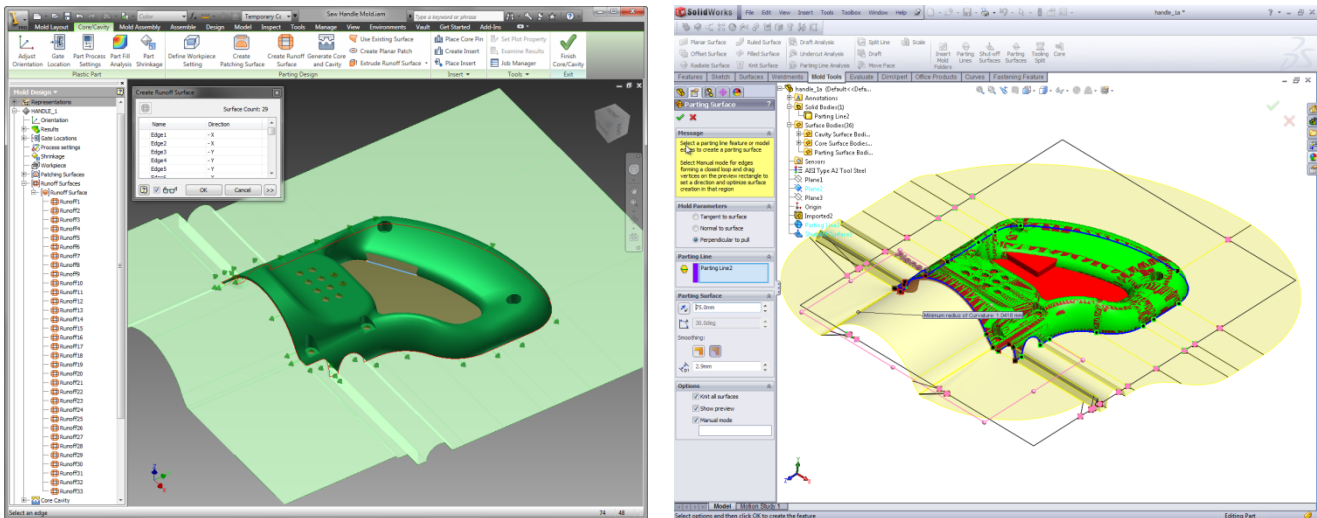 Color
Temporary Cs
Saw Handle Mold.iam
Type a keyword or phrase
Mold Layout Core/Cavity Mold Assembly Assemble Design Model Inspect Tools Manage View Environments Vault Get Started Add-Ins
Adjust Orientation
Gate Location
Part Process Settings
Part Fill Analysis
Part Shrinkage
Define Workpiece Setting
Create Patching Surface
Create Runoff Surface
Generate Core and Cavity
Use Existing Surface
Create Planar Patch
Extrude Runoff Surface
Place Core Pin
Create Insert
Place Insert
Set Plot Property
Examine Results
Job Manager
Finish Core/Cavity
Plastic Part
Parting Design
Insert
Tools
Exit
Mold Design
Representations
HANDLE_1
Orientation
Results
Gate Locations
Process settings
Shrinkage
Workpiece
Patching Surfaces
Runoff Surfaces
Runoff Surface
Runoff1
Runoff2
Runoff3
Runoff4
Runoff5
Runoff6
Runoff7
Runoff8
Runoff9
Runoff10
Runoff11
Runoff12
Runoff13
Runoff14
Runoff15
Runoff16
Runoff17
Runoff18
Runoff19
Runoff20
Runoff21
Runoff22
Runoff23
Runoff24
Runoff25
Runoff26
Runoff27
Runoff28
Runoff29
Runoff30
Runoff31
Runoff32
Runoff33
Core Cavity
Create Runoff Surface
Surface Count: 29
Name Direction
Edge1 - X
Edge2 - X
Edge3 - X
Edge4 - Y
Edge5 - Y
OK Cancel >>
Select an edge
74 48
SolidWorks File Edit View Insert Tools Toolbox Window Help
handle_1a *
Planar Surface
Offset Surface
Radiate Surface
Ruled Surface
Filled Surface
Knit Surface
Draft Analysis
Undercut Analysis
Parting Line Analysis
Split Line
Draft
Move Face
Scale
Insert Mold Folders
Parting Lines
Shut-off Surfaces
Parting Surfaces
Tooling Split
Core
Features Sketch Surfaces Weldments Mold Tools Evaluate DimXpert Office Products Curves Fastening Feature
Parting Surface ?
Message
Select a parting line feature or model
edges to create a parting surface
Select Manual mode for edges
forming a closed loop and drag
vertices on the preview rectangle to
set a direction and optimize surface
creation in that region
Mold Parameters
Tangent to surface
Normal to surface
Perpendicular to pull
Parting Line
Parting Line2
Parting Surface
75.0mm
30.0deg
Smoothing:
2.9mm
Options
Knit all surfaces
Show preview
Manual mode
handle_1a (Default<<Defa...
Annotations
Solid Bodies(1)
Parting Line2
Surface Bodies(36)
Cavity Surface Bodi...
Core Surface Bodies...
Parting Surface Bodi...
Sensors
AISI Type A2 Tool Steel
Plane1
Plane2
Plane3
Origin
Imported2
Minimum radius of Curvature: 1.0418 mm
Model Motion Study 1
Select options and then click OK to create the feature
Editing Part